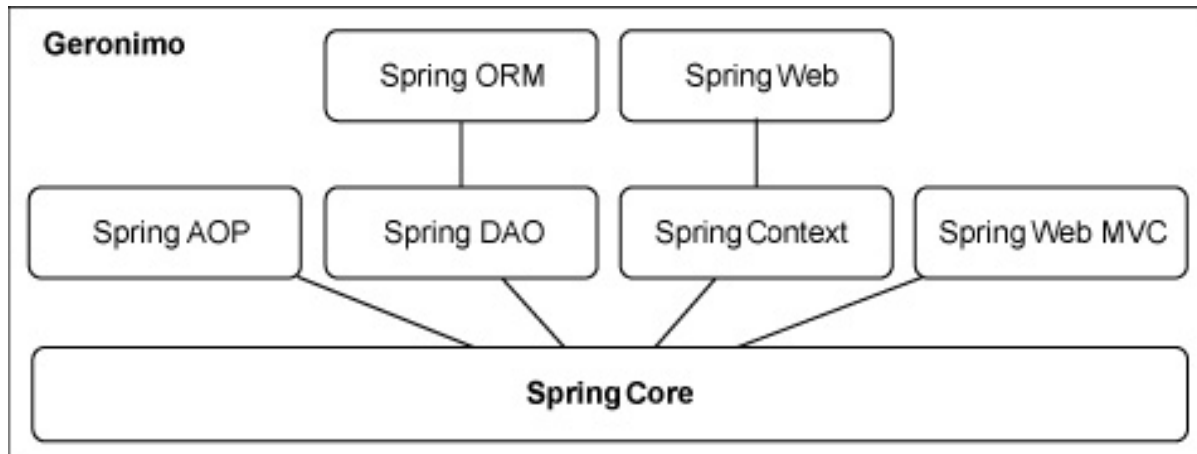 Geronimo
Spring ORM
Spring Web
Spring AOP
Spring DAO
Spring Context
Spring Web MVC
Spring Core